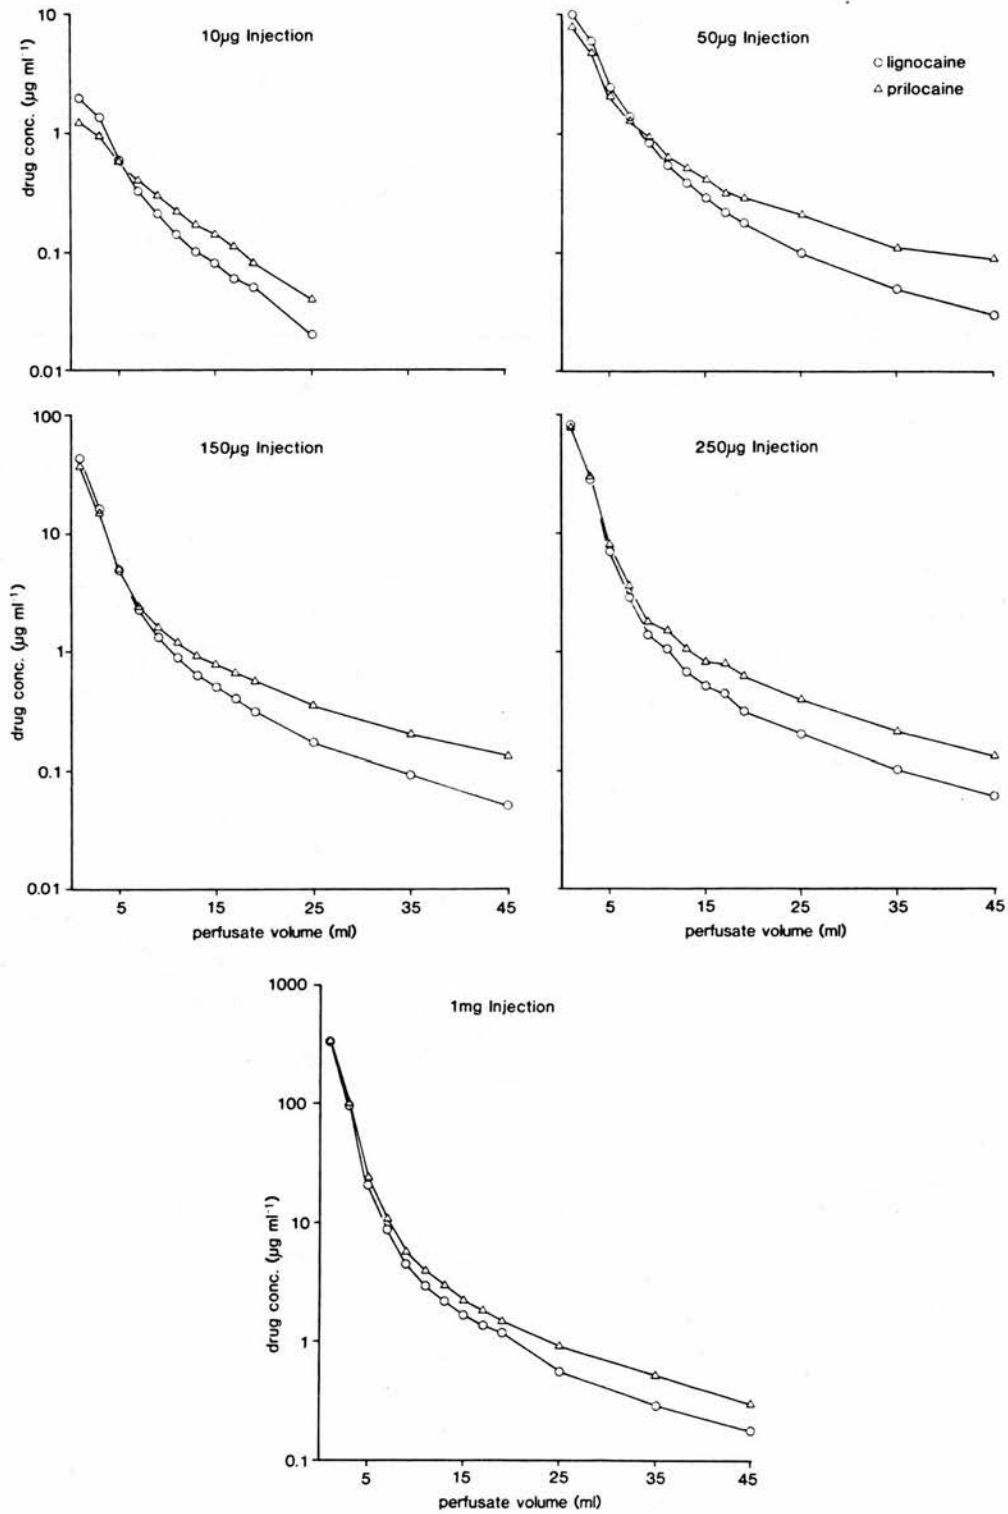 10µg Injection
drug conc. (µg ml⁻¹)
10
1
0.1
0.01
50µg Injection
○ lignocaine
△ prilocaine
150µg Injection
drug conc. (µg ml⁻¹)
100
10
1
0.1
0.01
5 15 25 35 45
perfusate volume (ml)
250µg Injection
5 15 25 35 45
perfusate volume (ml)
1mg Injection
drug conc. (µg ml⁻¹)
1000
100
10
1
0.1
5 15 25 35 45
perfusate volume (ml)